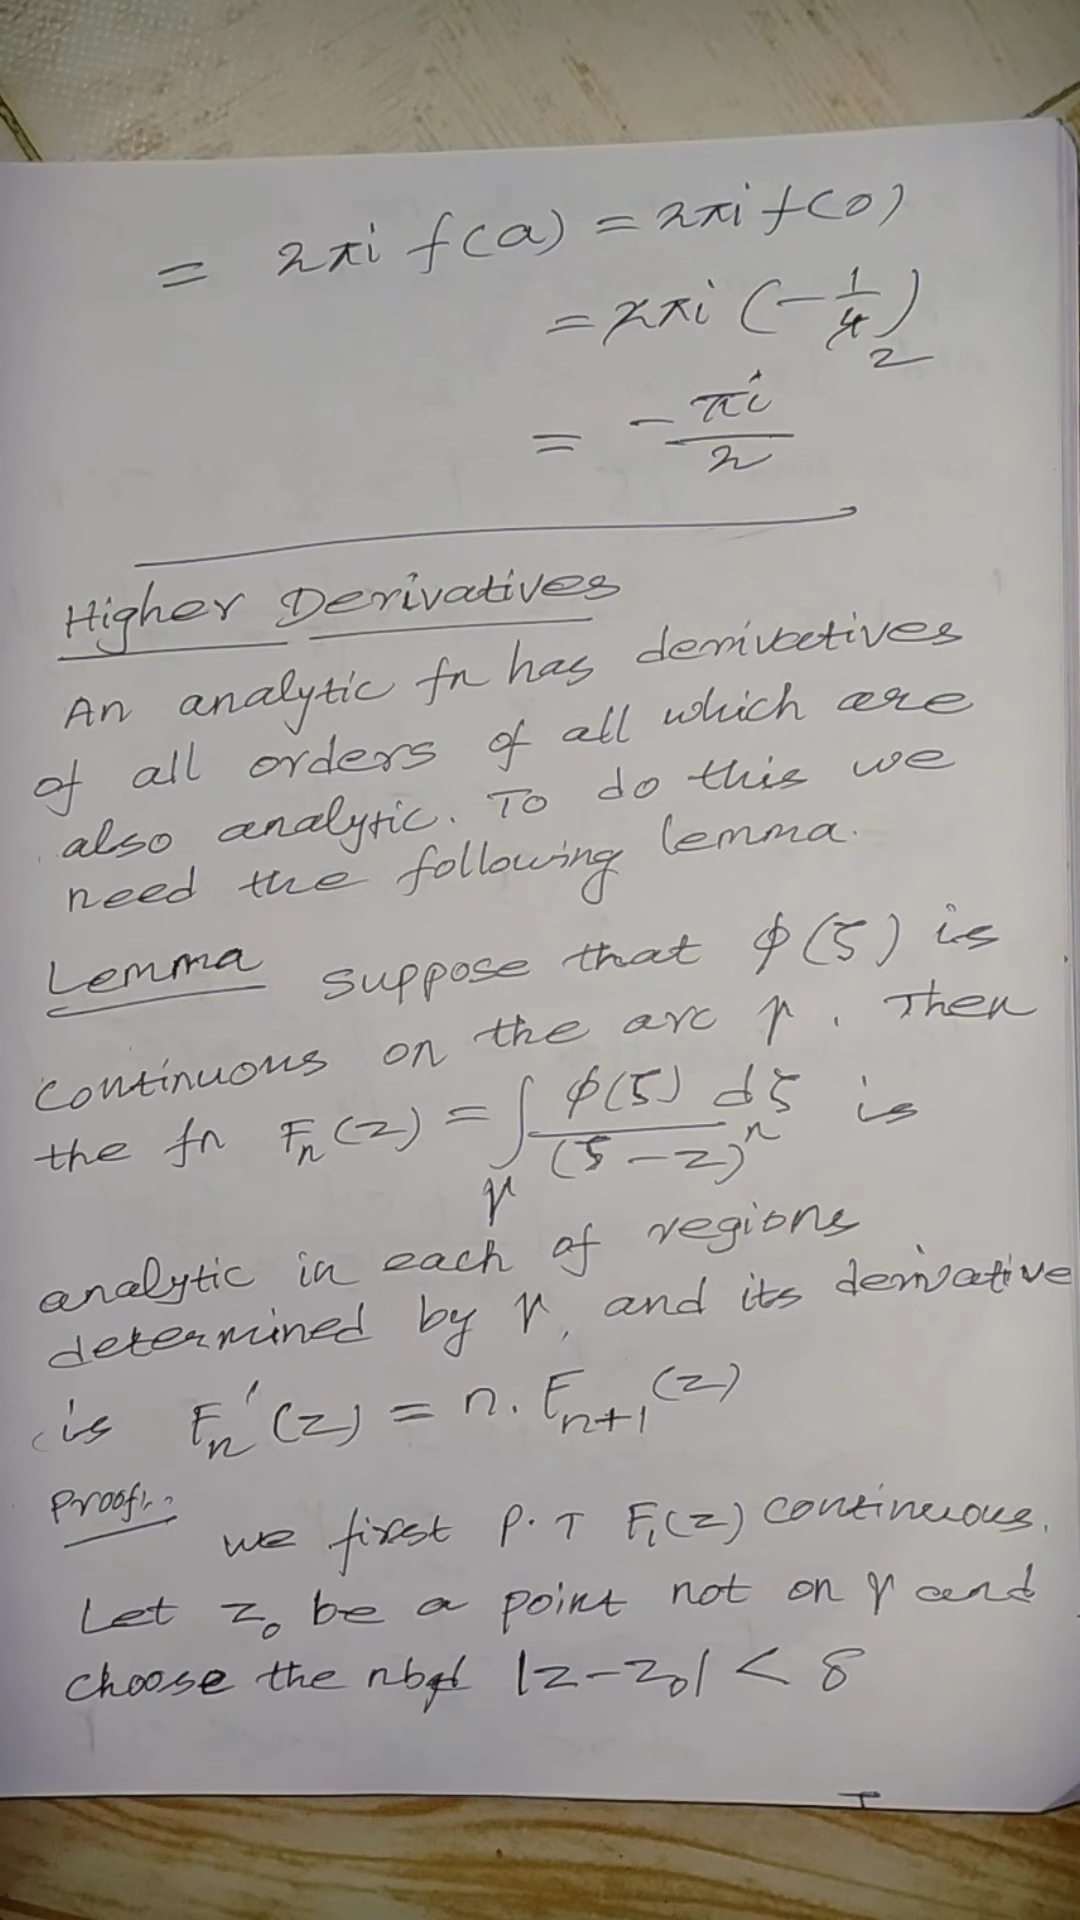 = 2πi f(a) = 2πi f(0)
= 2πi (-1/4)
2
= -πi/2
Higher Derivatives
An analytic fn has derivatives
of all orders of all which are
also analytic. To do this we
need the following lemma.
Lemma suppose that φ(ζ) is
continuous on the arc γ. Then
the fn Fₙ(z) = ∫γ φ(ζ) dζ / (ζ-z)ⁿ is
analytic in each of regions
determined by γ, and its derivative
is Fₙ'(z) = n. Fₙ₊₁(z)
Proof:-
we first P.T F₁(z) continuous.
Let z₀ be a point not on γ and
choose the nbd |z-z₀| < δ